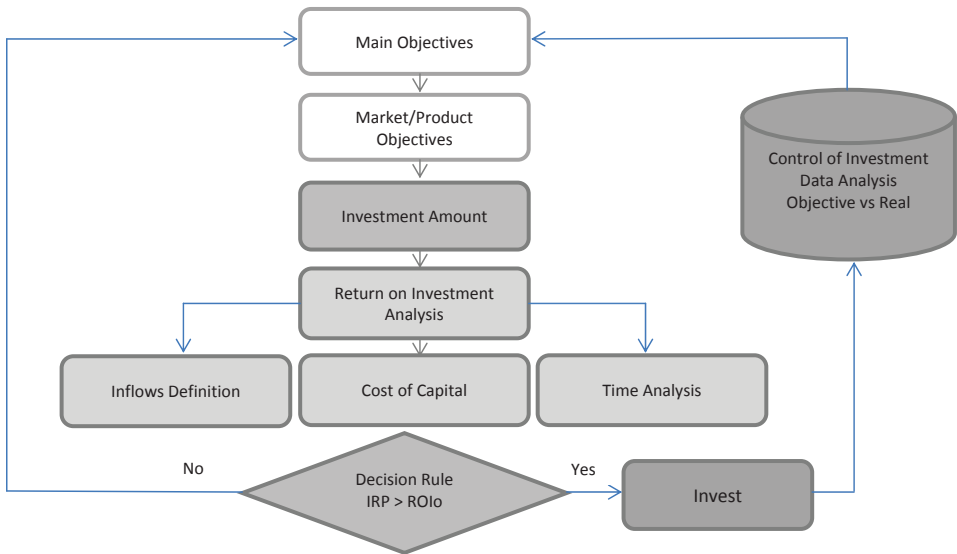 Main Objectives
Market/Product
Objectives
Control of Investment
Data Analysis
Objective vs Real
Investment Amount
Return on Investment
Analysis
Inflows Definition
Cost of Capital
Time Analysis
No
Decision Rule
IRP > ROIo
Yes
Invest